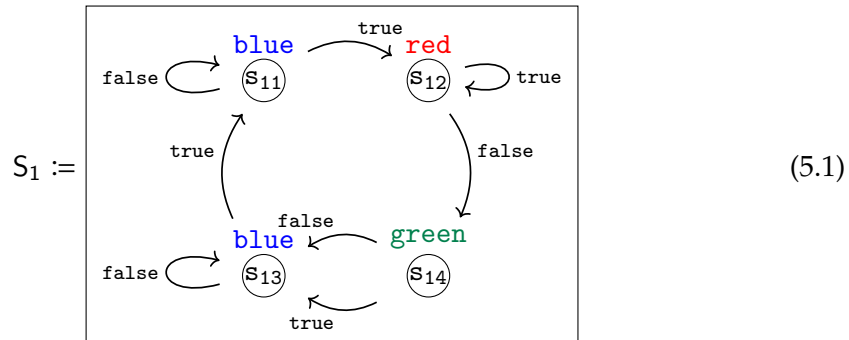 true
blue red
false s₁₁ s₁₂ true
S₁ := true false (5.1)
false
blue green
false s₁₃ s₁₄
true